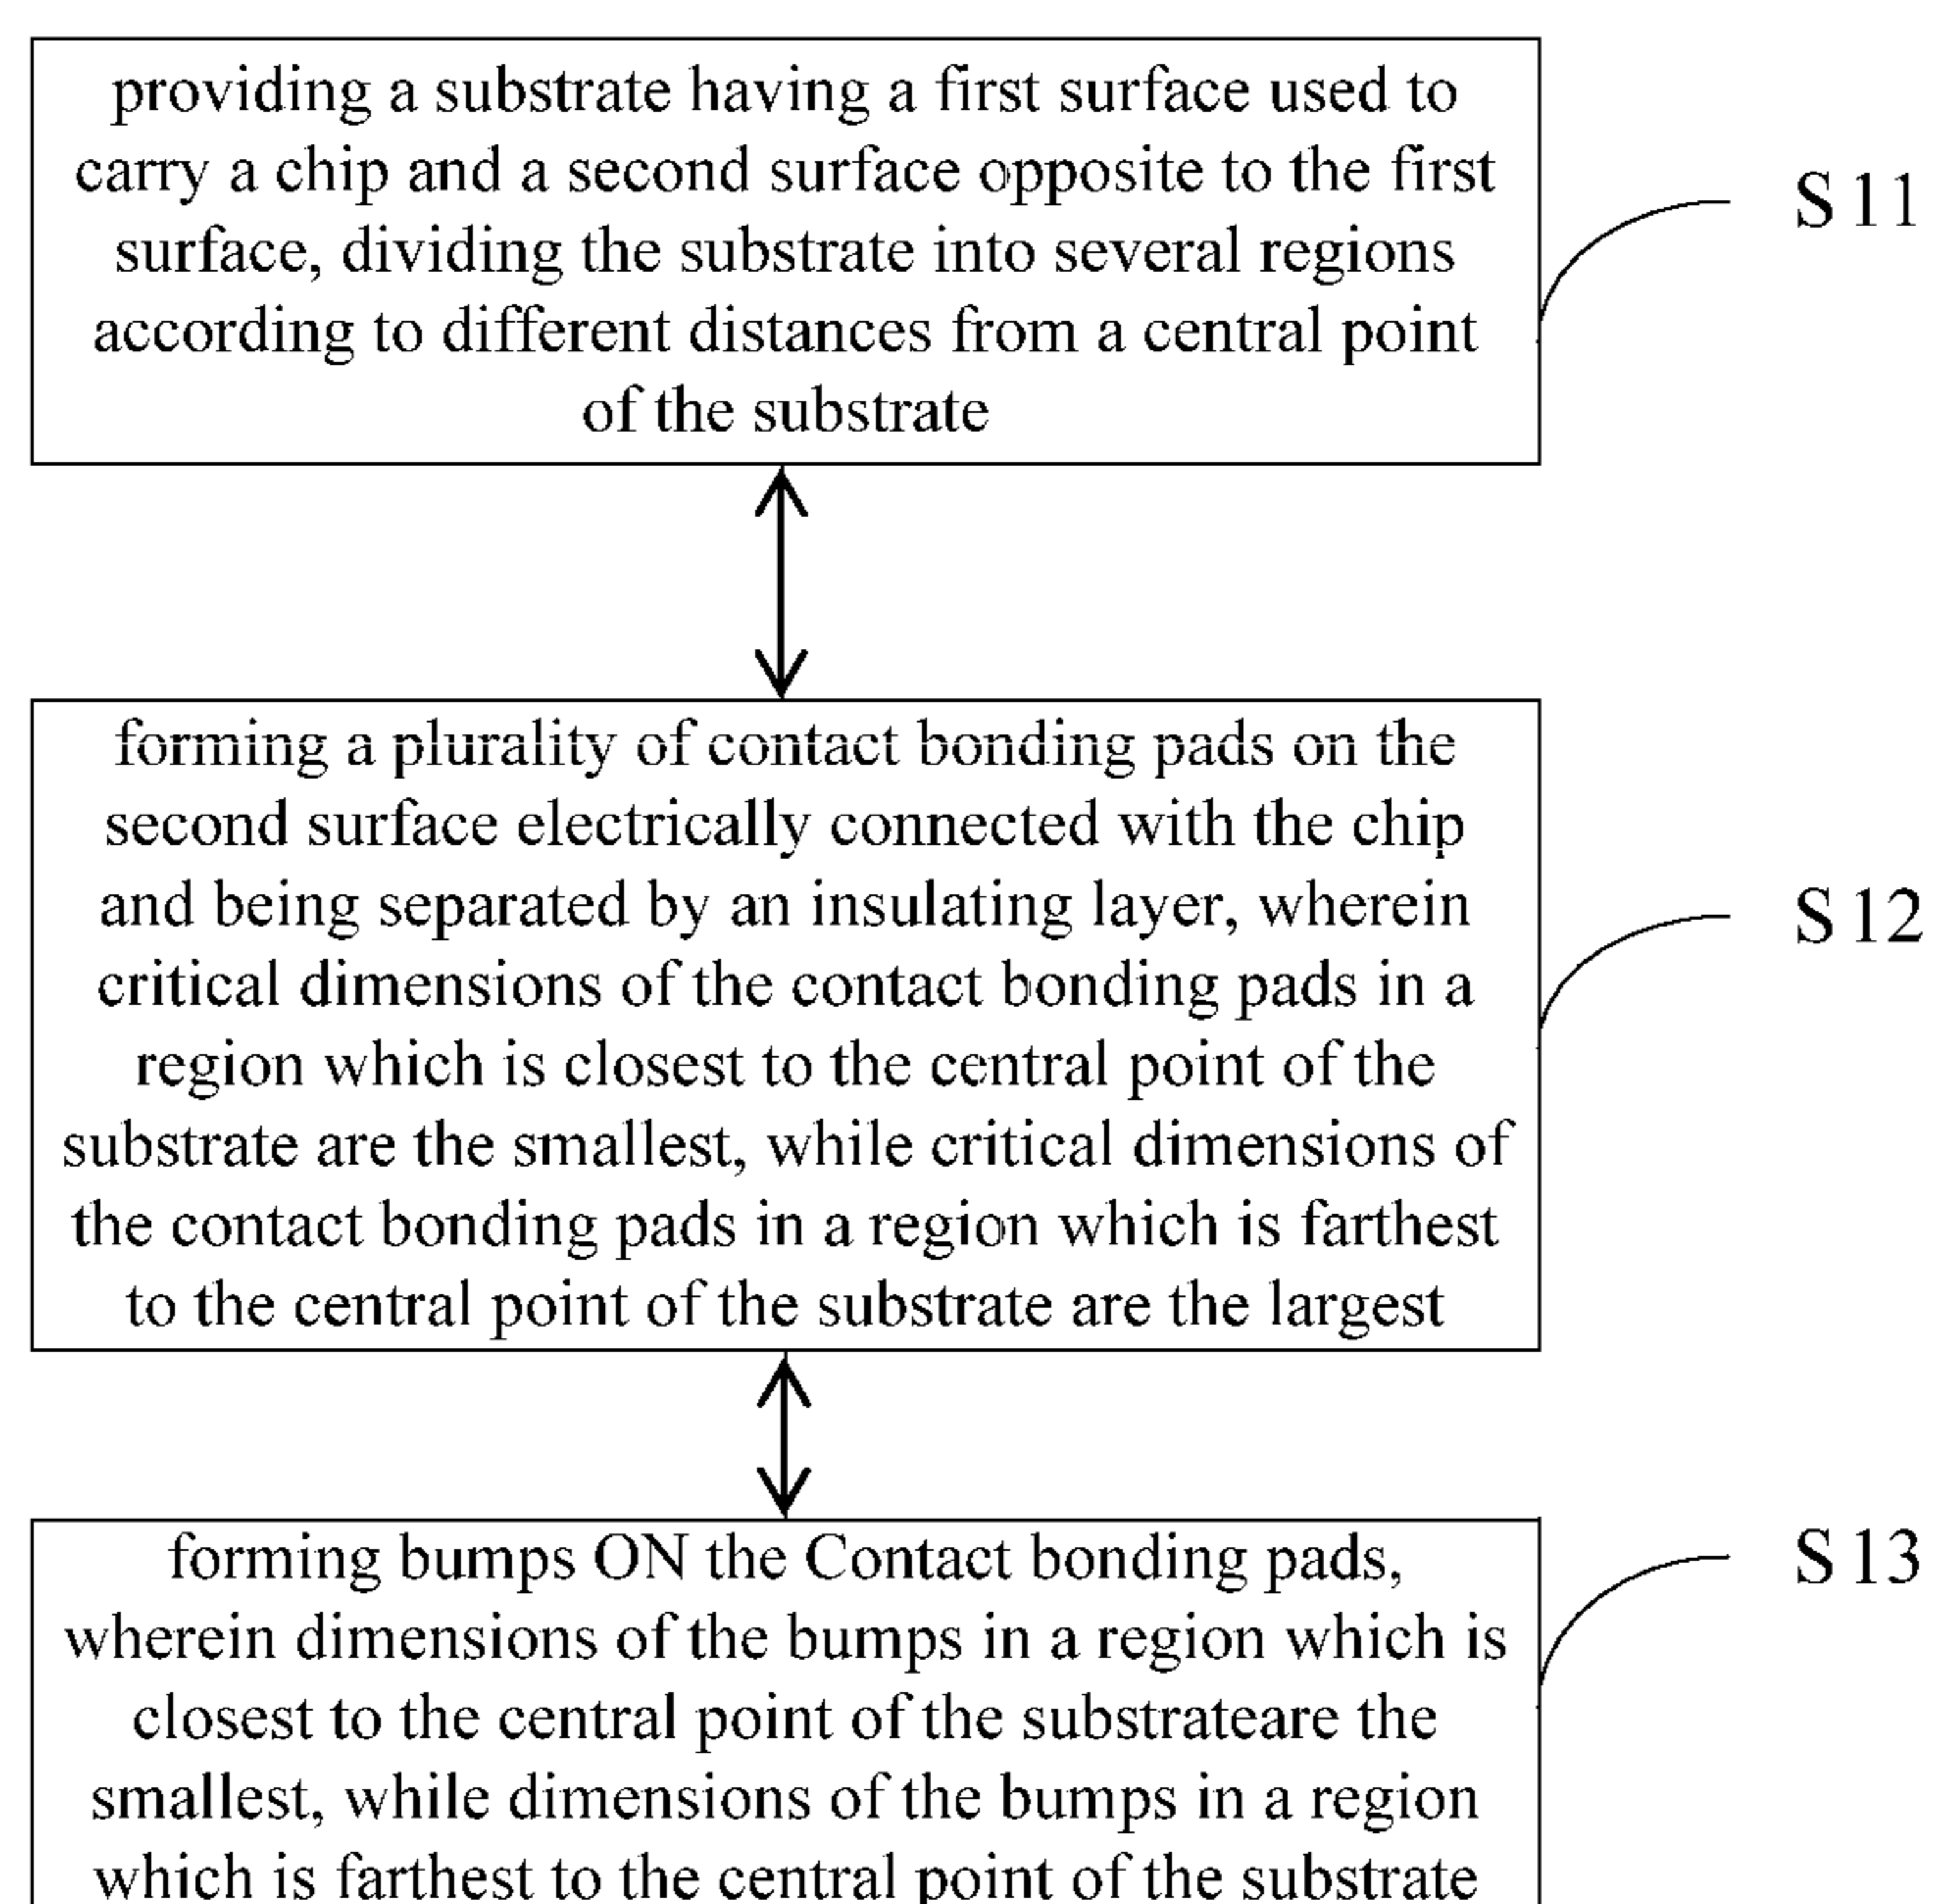 providing a substrate having a first surface used to
carry a chip and a second surface opposite to the first
surface, dividing the substrate into several regions
according to different distances from a central point
of the substrate
S11
forming a plurality of contact bonding pads on the
second surface electrically connected with the chip
and being separated by an insulating layer, wherein
critical dimensions of the contact bonding pads in a
region which is closest to the central point of the
substrate are the smallest, while critical dimensions of
the contact bonding pads in a region which is farthest
to the central point of the substrate are the largest
S12
forming bumps ON the Contact bonding pads,
wherein dimensions of the bumps in a region which is
closest to the central point of the substrateare the
smallest, while dimensions of the bumps in a region
which is farthest to the central point of the substrate
S13